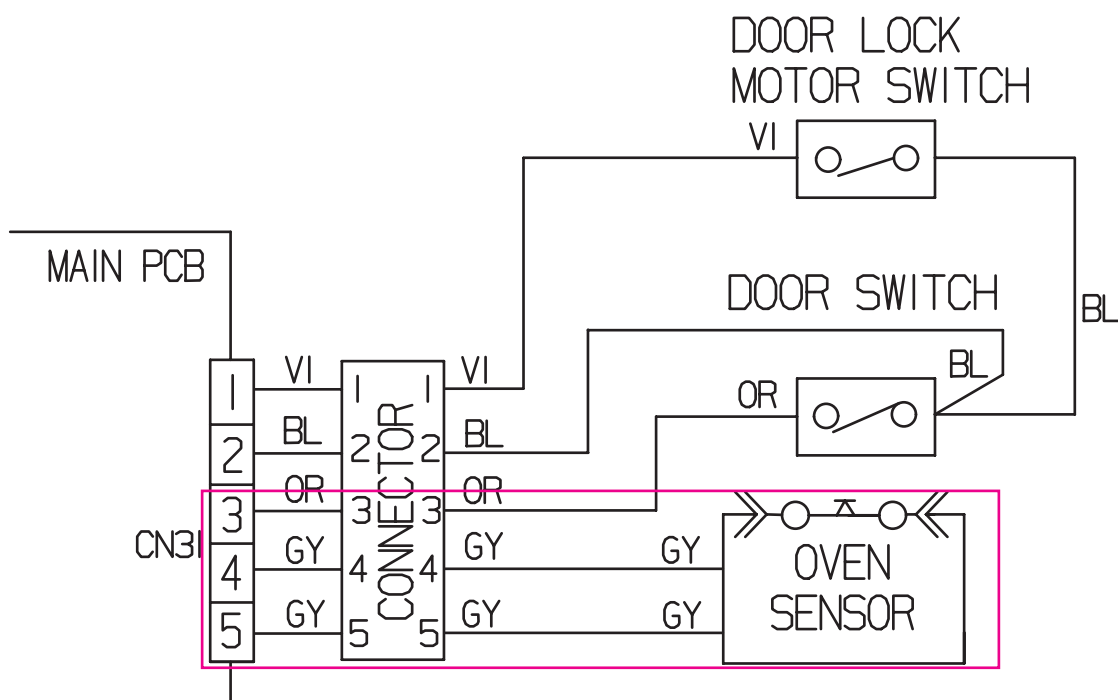 DOOR LOCK
MOTOR SWITCH
VI
MAIN PCB
DOOR SWITCH
BL
VI
VI
BL
OR
1
1
1
BL
BL
2
2
2
OR
OR
3
3
3
CN31
CONNECTOR
GY
GY
GY
4
4
4
OVEN
SENSOR
GY
GY
GY
5
5
5